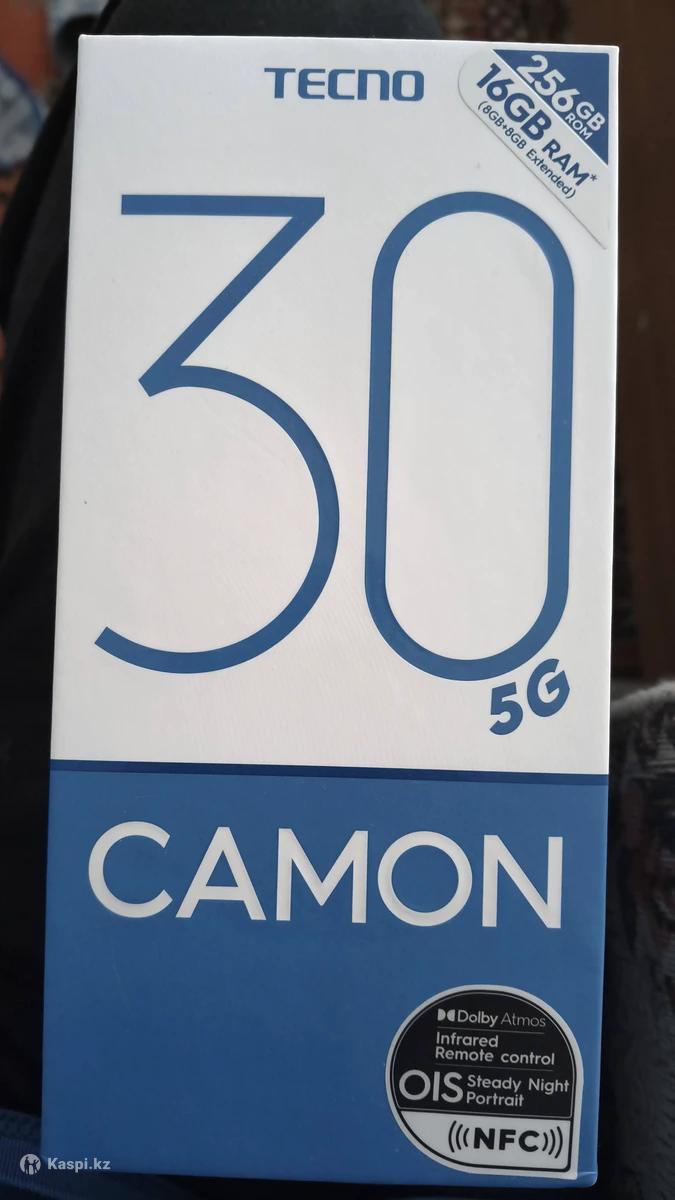 TECNO
256GB
ROM
16GB RAM*
(8GB+8GB Extended)
30
5G
CAMON
Dolby Atmos
Infrared
Remote control
OIS Steady Night
Portrait
(((NFC)))
Kaspi.kz